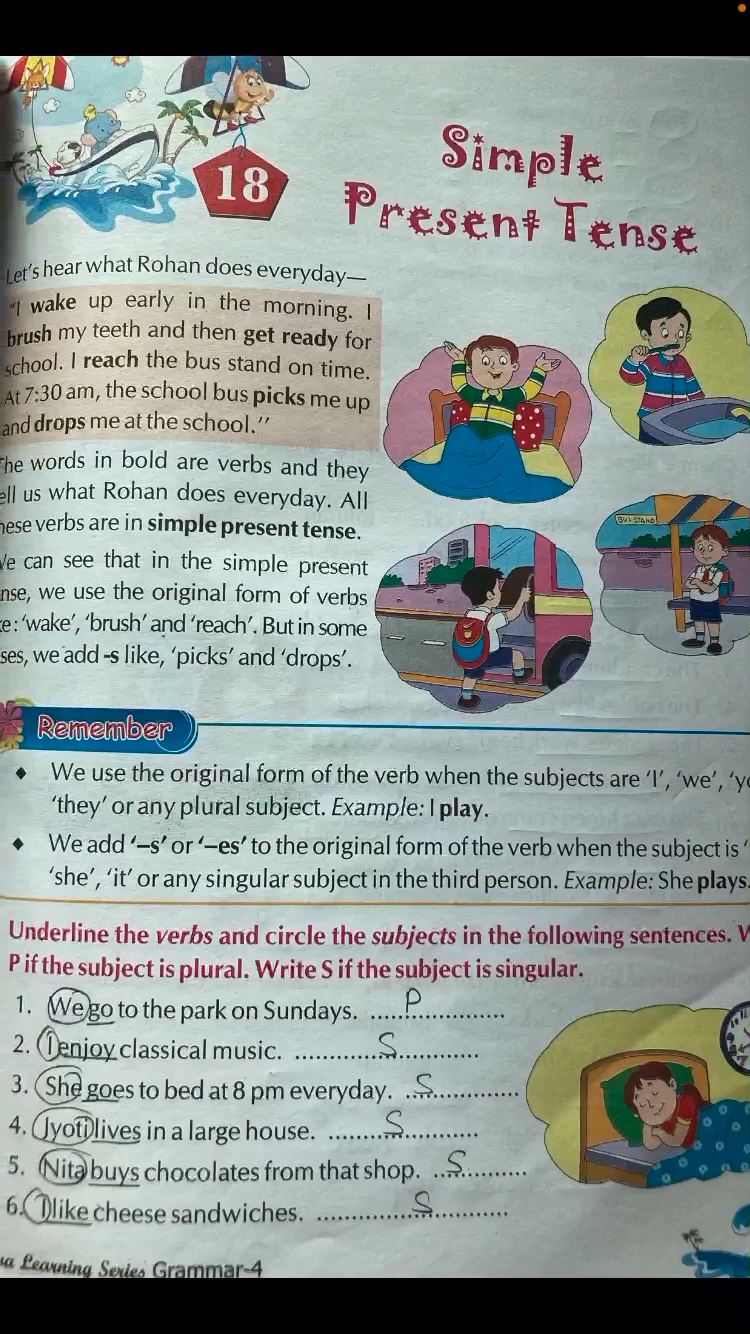 18
Simple
Present Tense
Let's hear what Rohan does everyday—
"I wake up early in the morning. I
brush my teeth and then get ready for
school. I reach the bus stand on time.
At 7:30 am, the school bus picks me up
and drops me at the school."
he words in bold are verbs and they
ell us what Rohan does everyday. All
hese verbs are in simple present tense.
e can see that in the simple present
nse, we use the original form of verbs
e: 'wake', 'brush' and 'reach'. But in some
ses, we add -s like, 'picks' and 'drops'.
BUS STAND
Remember
♦ We use the original form of the verb when the subjects are 'I', 'we', 'yo
'they' or any plural subject. Example: I play.
♦ We add '–s' or '–es' to the original form of the verb when the subject is '
'she', 'it' or any singular subject in the third person. Example: She plays.
Underline the verbs and circle the subjects in the following sentences. W
P if the subject is plural. Write S if the subject is singular.
1. We go to the park on Sundays. .....P..............
2. I enjoy classical music. ...............S..............
3. She goes to bed at 8 pm everyday. ...S..............
4. Jyoti lives in a large house. ..........S.............
5. Nita buys chocolates from that shop. ...S...........
6. I like cheese sandwiches. ...................S.............
a Learning Series Grammar-4